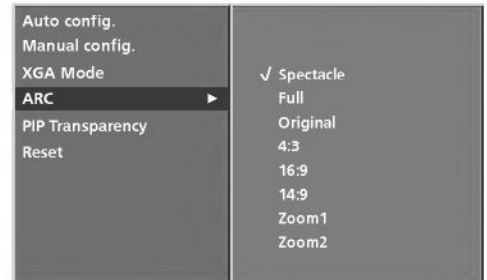 Auto config.
Manual config.
XGA Mode
ARC ▶
PIP Transparency
Reset
√ Spectacle
Full
Original
4:3
16:9
14:9
Zoom1
Zoom2